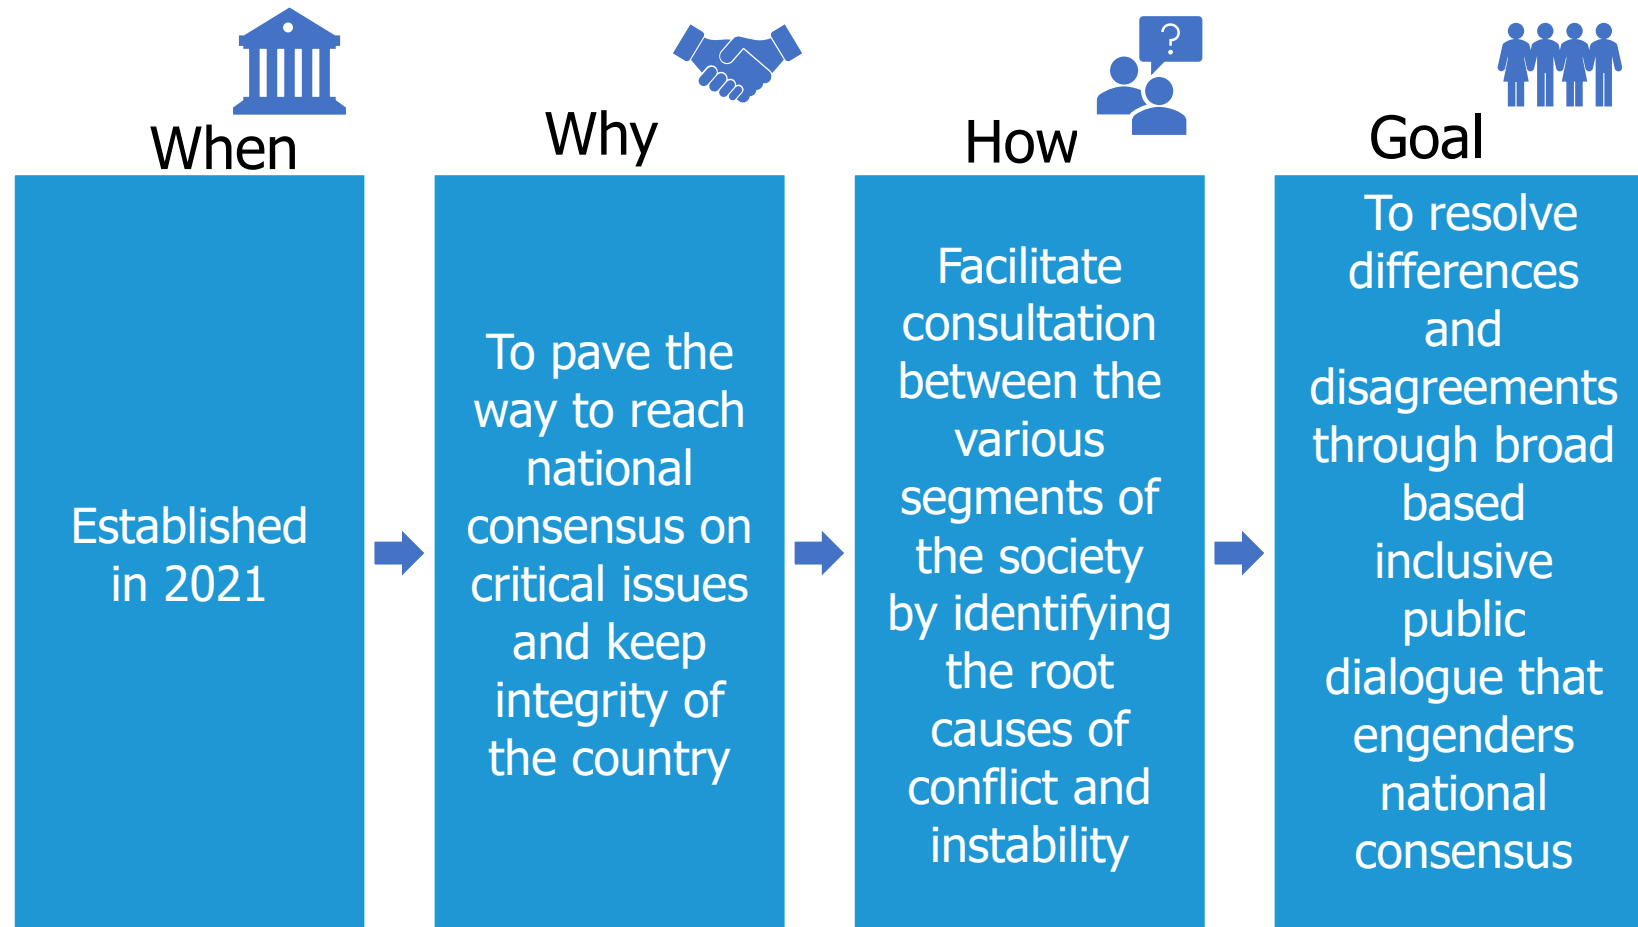 When
Established
in 2021
Why
To pave the
way to reach
national
consensus on
critical issues
and keep
integrity of
the country
?
How
Facilitate
consultation
between the
various
segments of
the society
by identifying
the root
causes of
conflict and
instability
Goal
To resolve
differences
and
disagreements
through broad
based
inclusive
public
dialogue that
engenders
national
consensus